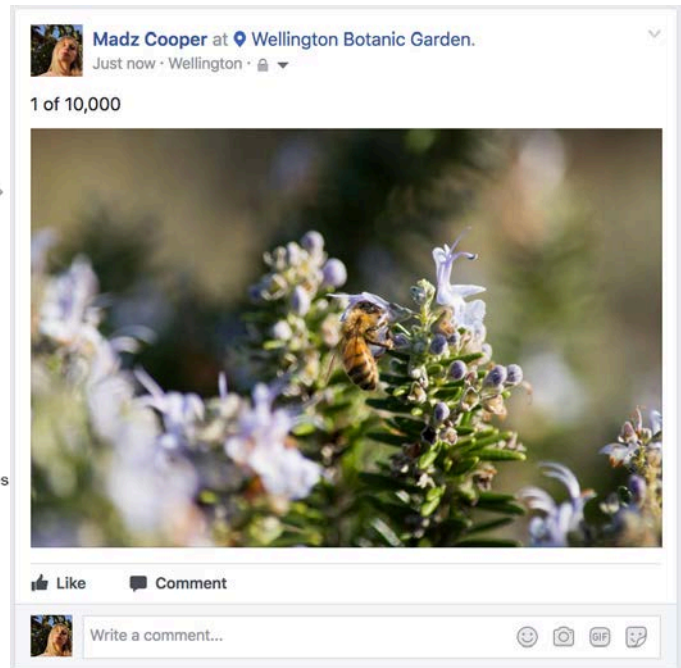 Madz Cooper at Wellington Botanic Garden.
Just now · Wellington ·
1 of 10,000
s
Like Comment
Write a comment...
GIF